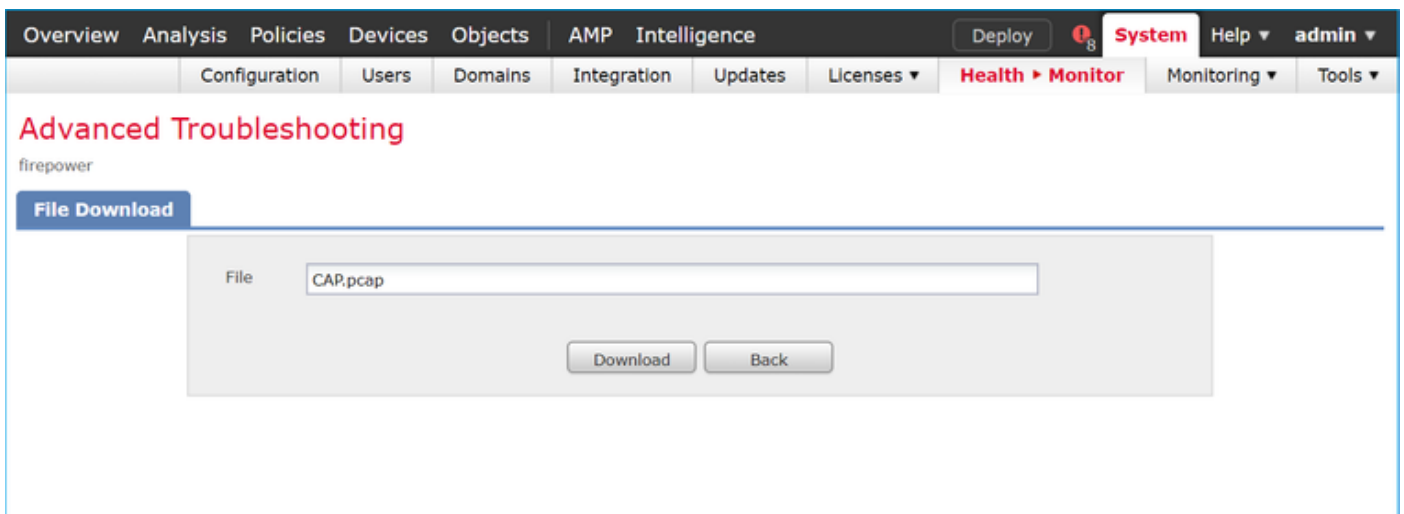 Overview Analysis Policies Devices Objects AMP Intelligence Deploy 8 System Help ▾ admin ▾
Configuration Users Domains Integration Updates Licenses ▾ Health ▸ Monitor Monitoring ▾ Tools ▾
Advanced Troubleshooting
firepower
File Download
File CAP.pcap
Download Back